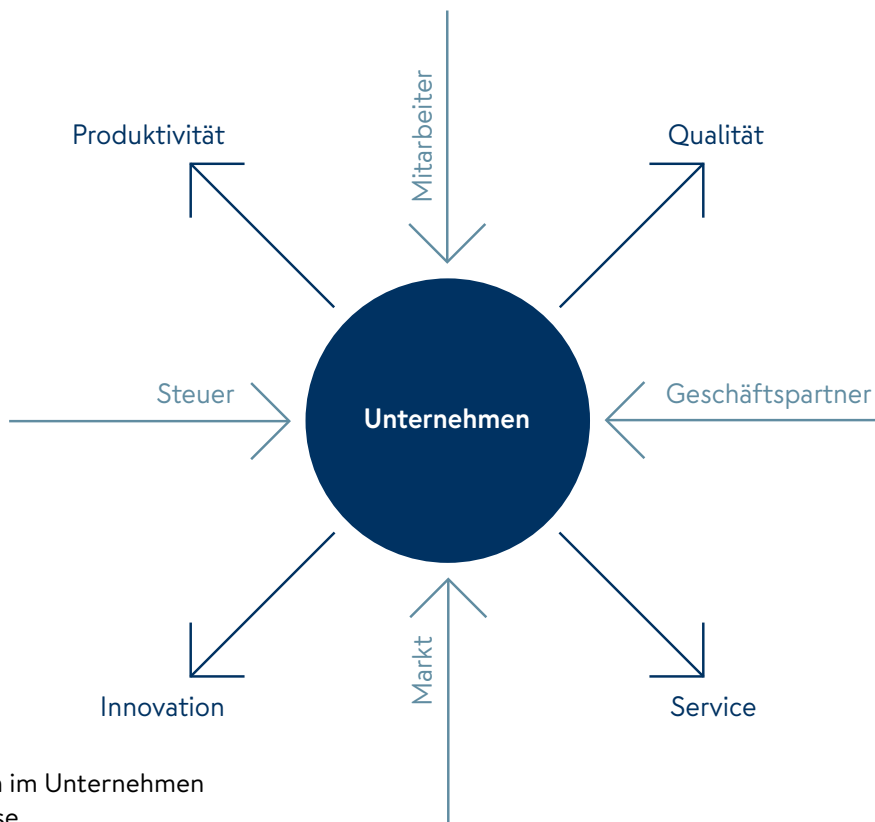 Mitarbeiter
Produktivität
Qualität
Steuer
Geschäftspartner
Unternehmen
Markt
Innovation
Service
im Unternehmen